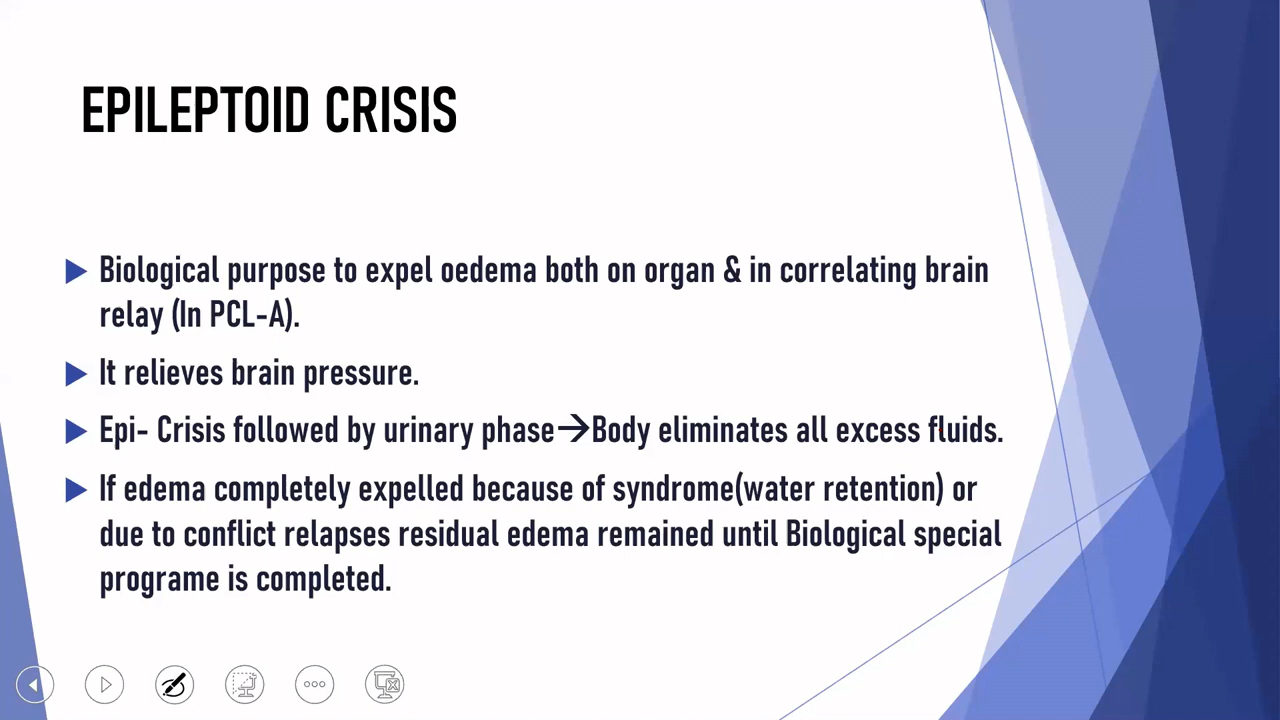 EPILEPTOID CRISIS
Biological purpose to expel oedema both on organ & in correlating brain
relay (In PCL-A).
It relieves brain pressure.
Epi- Crisis followed by urinary phase→Body eliminates all excess fluids.
If edema completely expelled because of syndrome(water retention) or
due to conflict relapses residual edema remained until Biological special
programe is completed.